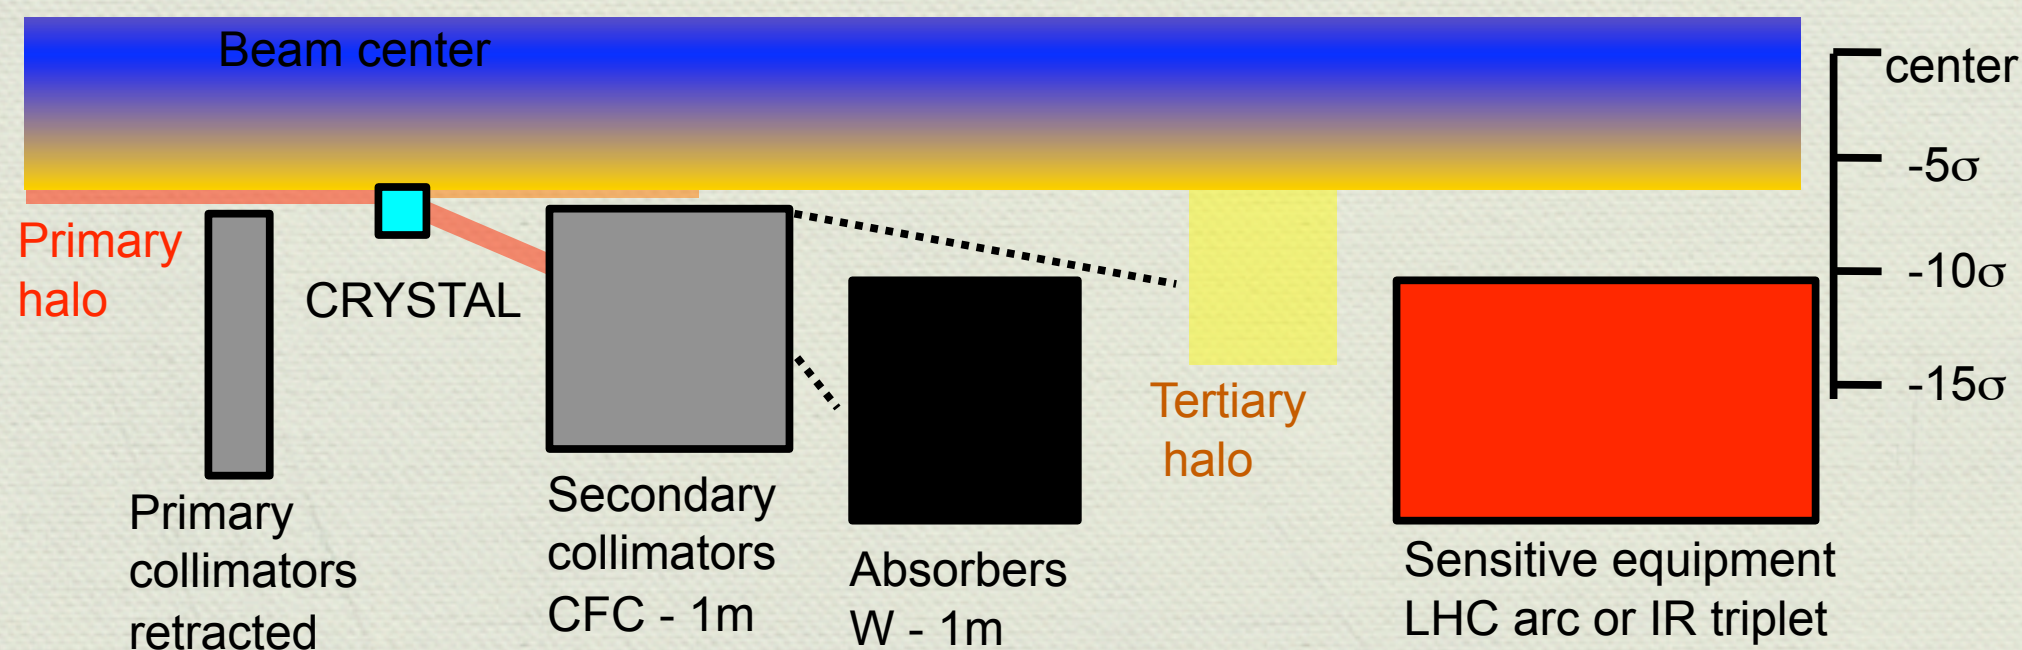 Beam center
center
-5σ
Primary
halo
CRYSTAL
-10σ
-15σ
Tertiary
halo
Primary
collimators
retracted
Secondary
collimators
CFC - 1m
Absorbers
W - 1m
Sensitive equipment
LHC arc or IR triplet